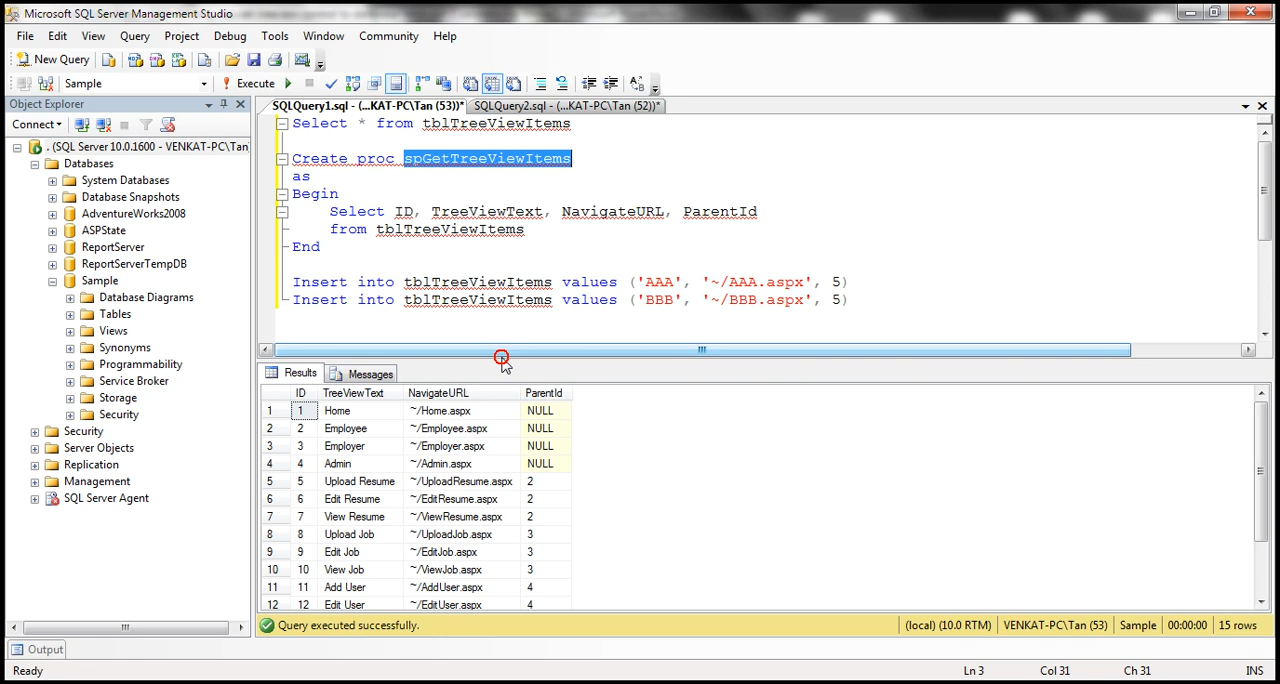 Microsoft SQL Server Management Studio
File Edit View Query Project Debug Tools Window Community Help
New Query
Sample Execute
Object Explorer
SQLQuery1.sql - (...KAT-PC\Tan (53))* SQLQuery2.sql - (...KAT-PC\Tan (52))*
Connect
. (SQL Server 10.0.1600 - VENKAT-PC\Tan
Databases
System Databases
Database Snapshots
AdventureWorks2008
ASPState
ReportServer
ReportServerTempDB
Sample
Database Diagrams
Tables
Views
Synonyms
Programmability
Service Broker
Storage
Security
Security
Server Objects
Replication
Management
SQL Server Agent
Select * from tblTreeViewItems
Create proc spGetTreeViewItems
as
Begin
Select ID, TreeViewText, NavigateURL, ParentId
from tblTreeViewItems
End
Insert into tblTreeViewItems values ('AAA', '~/AAA.aspx', 5)
Insert into tblTreeViewItems values ('BBB', '~/BBB.aspx', 5)
Results Messages
ID TreeViewText NavigateURL ParentId
1 1 Home ~/Home.aspx NULL
2 2 Employee ~/Employee.aspx NULL
3 3 Employer ~/Employer.aspx NULL
4 4 Admin ~/Admin.aspx NULL
5 5 Upload Resume ~/UploadResume.aspx 2
6 6 Edit Resume ~/EditResume.aspx 2
7 7 View Resume ~/ViewResume.aspx 2
8 8 Upload Job ~/UploadJob.aspx 3
9 9 Edit Job ~/EditJob.aspx 3
10 10 View Job ~/ViewJob.aspx 3
11 11 Add User ~/AddUser.aspx 4
12 12 Edit User ~/EditUser.aspx 4
Query executed successfully. (local) (10.0 RTM) VENKAT-PC\Tan (53) Sample 00:00:00 15 rows
Output
Ready Ln 3 Col 31 Ch 31 INS